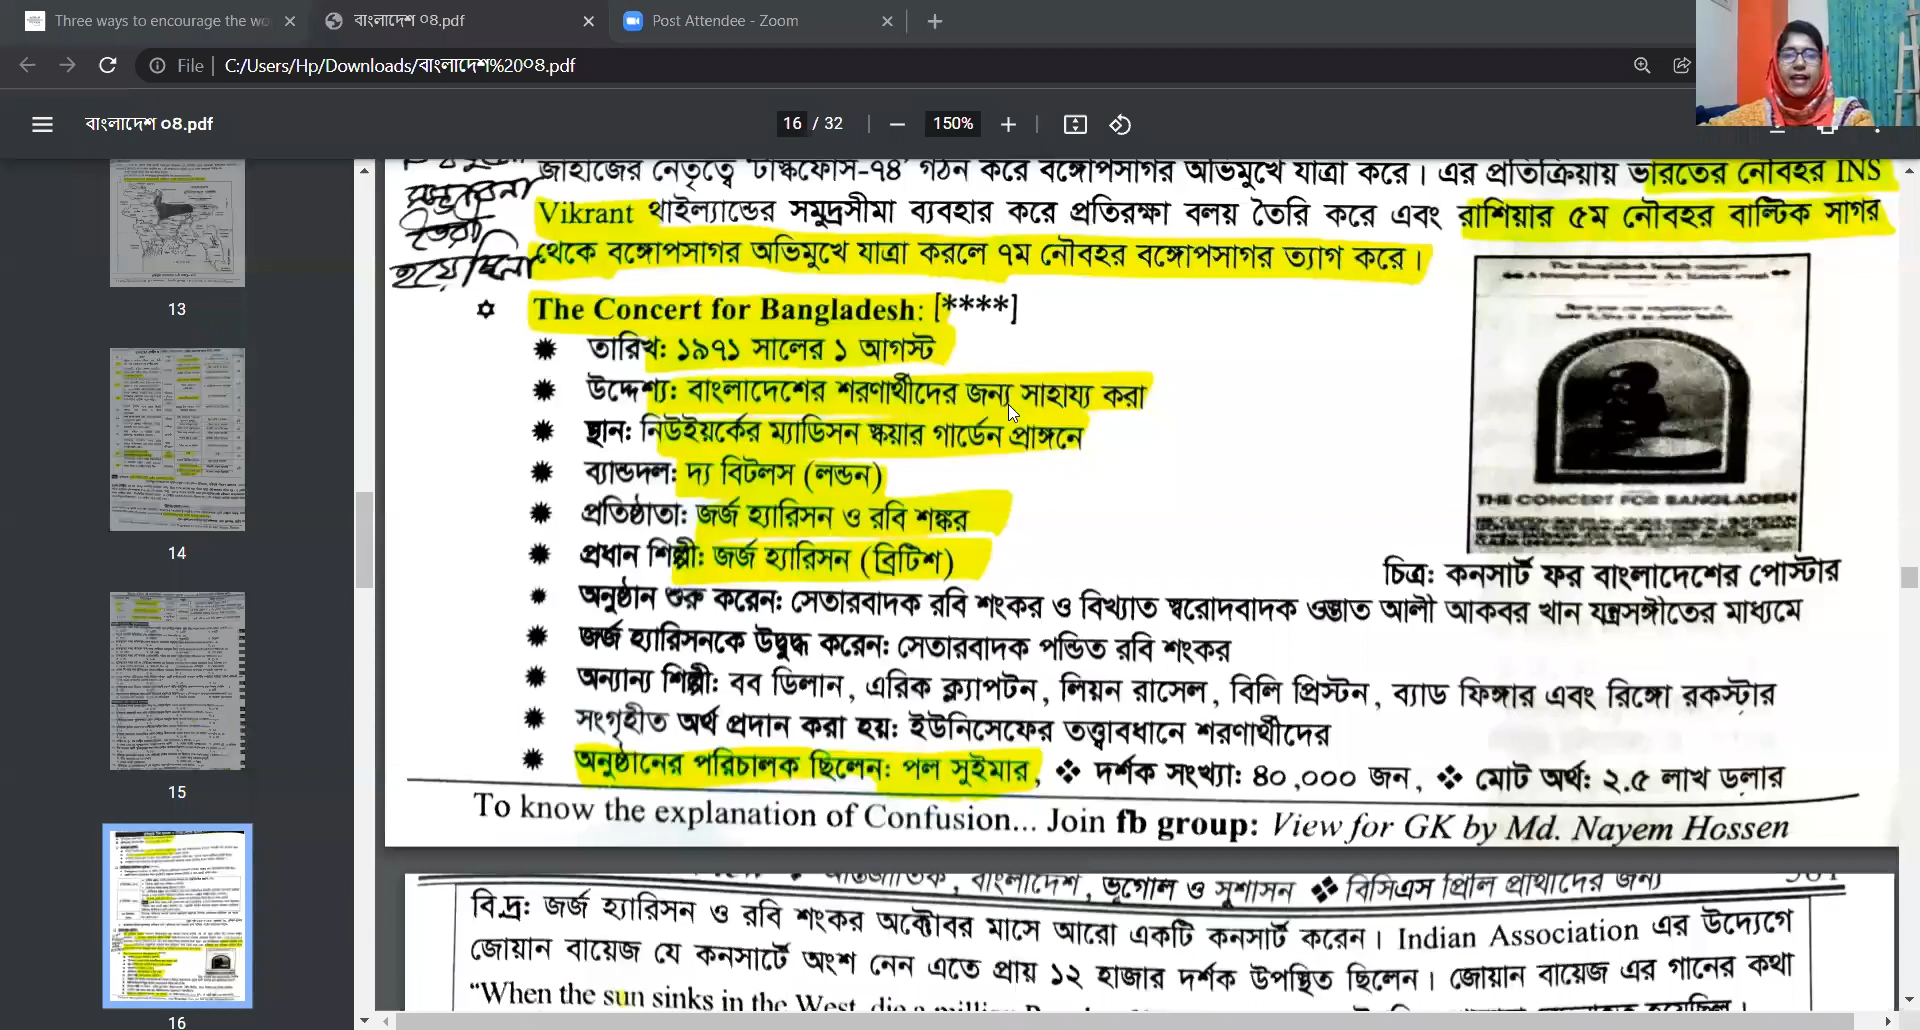 Three ways to encourage the wo
বাংলাদেশ ০৪.pdf
Post Attendee - Zoom
File
C:/Users/Hp/Downloads/বাংলাদেশ%20০৪.pdf
বাংলাদেশ ০৪.pdf
16 / 32
150%
13
14
15
16
জাহাজের নেতৃত্বে 'টাস্কফোর্স-৭৪' গঠন করে বঙ্গোপসাগর অভিমুখে যাত্রা করে। এর প্রতিক্রিয়ায় ভারতের নৌবহর INS
Vikrant থাইল্যান্ডের সমুদ্রসীমা ব্যবহার করে প্রতিরক্ষা বলয় তৈরি করে এবং রাশিয়ার ৫ম নৌবহর বাল্টিক সাগর
থেকে বঙ্গোপসাগর অভিমুখে যাত্রা করলে ৭ম নৌবহর বঙ্গোপসাগর ত্যাগ করে।
The Concert for Bangladesh: [****]
তারিখ: ১৯৭১ সালের ১ আগস্ট
উদ্দেশ্য: বাংলাদেশের শরণার্থীদের জন্য সাহায্য করা
স্থান: নিউইয়র্কের ম্যাডিসন স্কয়ার গার্ডেন প্রাঙ্গনে
ব্যান্ডদল: দ্য বিটলস (লন্ডন)
প্রতিষ্ঠাতা: জর্জ হ্যারিসন ও রবি শঙ্কর
প্রধান শিল্পী: জর্জ হ্যারিসন (ব্রিটিশ)
THE CONCERT FOR BANGLADESH
চিত্র: কনসার্ট ফর বাংলাদেশের পোস্টার
অনুষ্ঠান শুরু করেন: সেতারবাদক রবি শংকর ও বিখ্যাত স্বরোদবাদক ওস্তাত আলী আকবর খান যন্ত্রসঙ্গীতের মাধ্যমে
জর্জ হ্যারিসনকে উদ্বুদ্ধ করেন: সেতারবাদক পন্ডিত রবি শংকর
অন্যান্য শিল্পী: বব ডিলান, এরিক ক্ল্যাপটন, লিয়ন রাসেল, বিলি প্রিস্টন, ব্যাড ফিঙ্গার এবং রিঙ্গো রকস্টার
সংগৃহীত অর্থ প্রদান করা হয়: ইউনিসেফের তত্ত্বাবধানে শরণার্থীদের
অনুষ্ঠানের পরিচালক ছিলেন: পল সুইমার, ❖ দর্শক সংখ্যা: ৪০,০০০ জন, ❖ মোট অর্থ: ২.৫ লাখ ডলার
To know the explanation of Confusion... Join fb group: View for GK by Md. Nayem Hossen
আন্তর্জাতিক, বাংলাদেশ, ভূগোল ও সুশাসন ❖ বিসিএস প্রিলি প্রার্থীদের জন্য
বি.দ্র: জর্জ হ্যারিসন ও রবি শংকর অক্টোবর মাসে আরো একটি কনসার্ট করেন। Indian Association এর উদ্যেগে
জোয়ান বায়েজ যে কনসার্টে অংশ নেন এতে প্রায় ১২ হাজার দর্শক উপস্থিত ছিলেন। জোয়ান বায়েজ এর গানের কথা
"When the sun sinks in the West, die a million